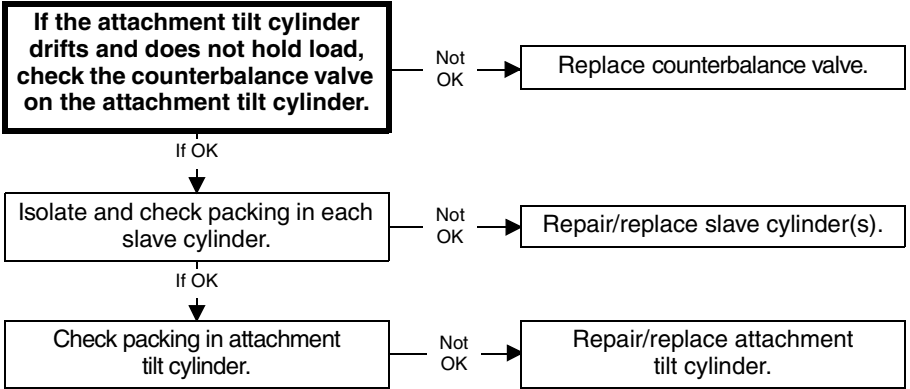 If the attachment tilt cylinder
drifts and does not hold load,
check the counterbalance valve
on the attachment tilt cylinder.
Not
OK
Replace counterbalance valve.
If OK
Isolate and check packing in each
slave cylinder.
Not
OK
Repair/replace slave cylinder(s).
If OK
Check packing in attachment
tilt cylinder.
Not
OK
Repair/replace attachment
tilt cylinder.